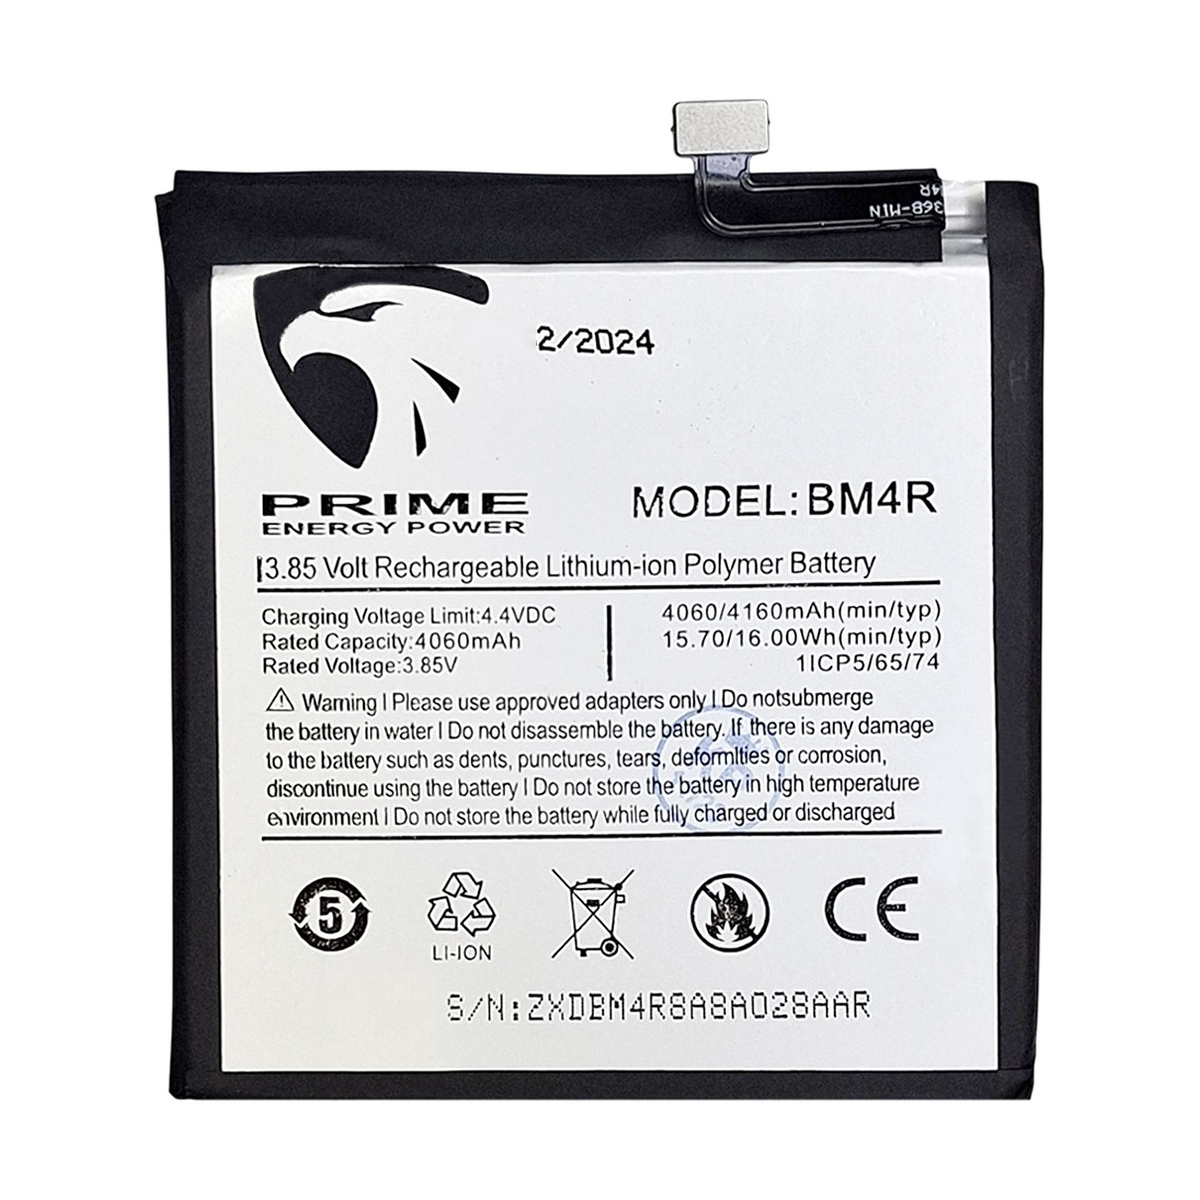 4R
368-MIN
2/2024
PRIME
ENERGY POWER
MODEL: BM4R
3.85 Volt Rechargeable Lithium-ion Polymer Battery
Charging Voltage Limit:4.4VDC
Rated Capacity:4060mAh
Rated Voltage:3.85V
4060/4160mAh(min/typ)
15.70/16.00Wh(min/typ)
1ICP5/65/74
Warning | Please use approved adapters only | Do notsubmerge
the battery in water | Do not disassemble the battery. If there is any damage
to the battery such as dents, punctures, tears, deformities or corrosion,
discontinue using the battery | Do not store the battery in high temperature
environment | Do not store the battery while fully charged or discharged
5
LI-ION
CE
S/N:ZXDBM4R8A8A028AAR